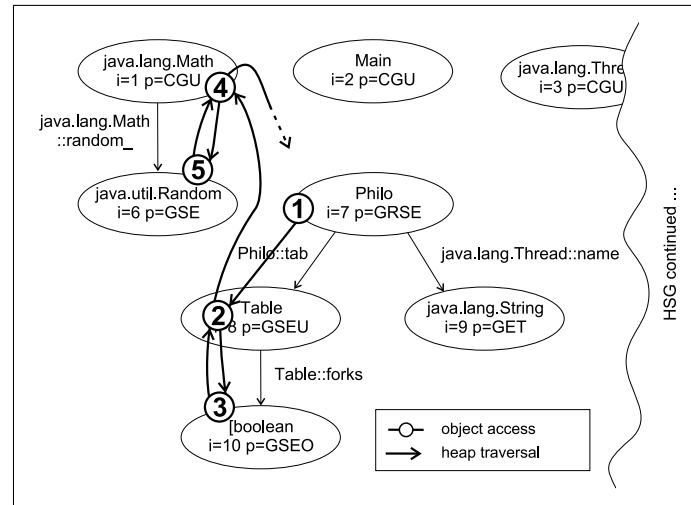 java.lang.Math
i=1 p=CGU
4
Main
i=2 p=CGU
java.lang.Thre
i=3 p=CGU
java.lang.Math
::random_
5
java.util.Random
i=6 p=GSE
1
Philo
i=7 p=GRSE
Philo::tab
java.lang.Thread::name
2
Table
8 p=GSEU
java.lang.String
i=9 p=GET
Table::forks
3
[boolean
i=10 p=GSEO
object access
heap traversal
HSG continued ...